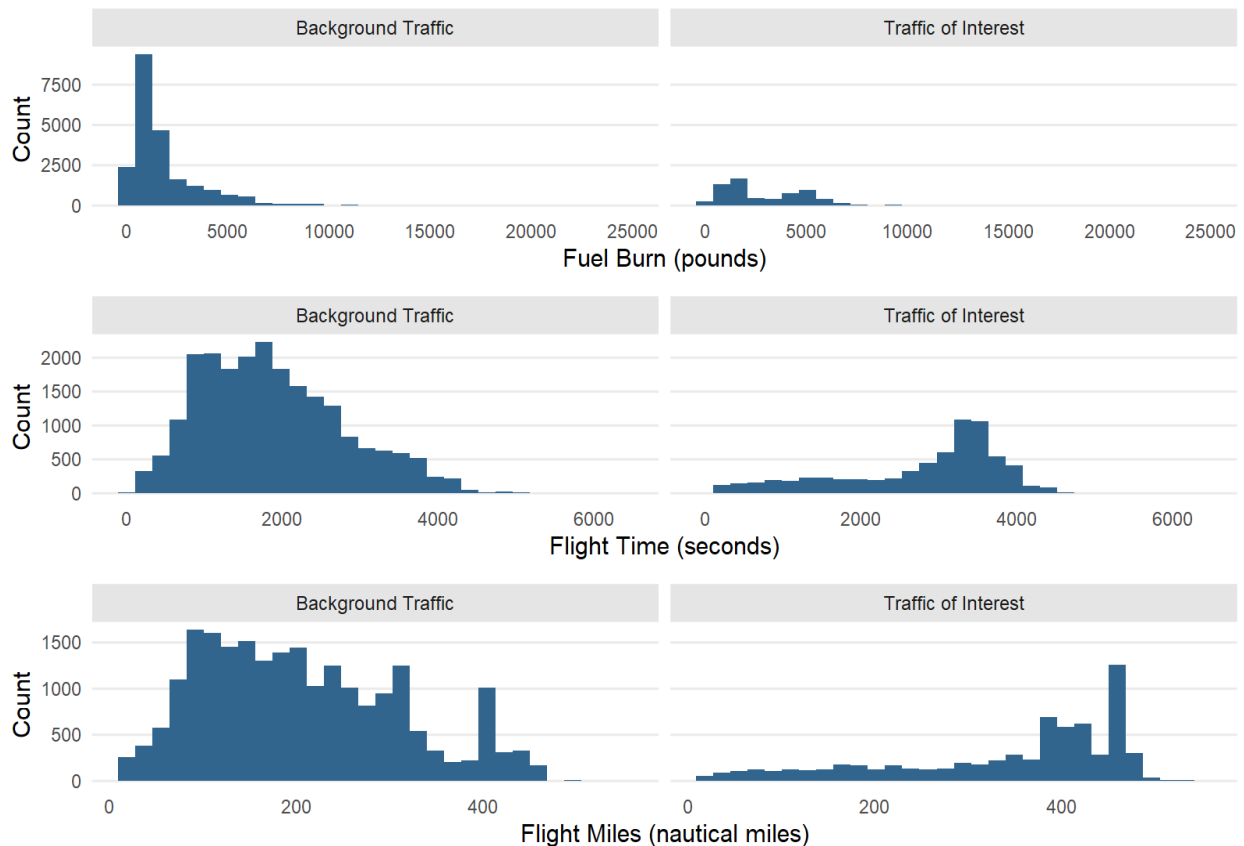 Background Traffic
Traffic of Interest
Count
7500
5000
2500
0
0 5000 10000 15000 20000 25000
0 5000 10000 15000 20000 25000
Fuel Burn (pounds)
Background Traffic
Traffic of Interest
Count
2000
1500
1000
500
0
0 2000 4000 6000
0 2000 4000 6000
Flight Time (seconds)
Background Traffic
Traffic of Interest
Count
1500
1000
500
0
0 200 400
0 200 400
Flight Miles (nautical miles)